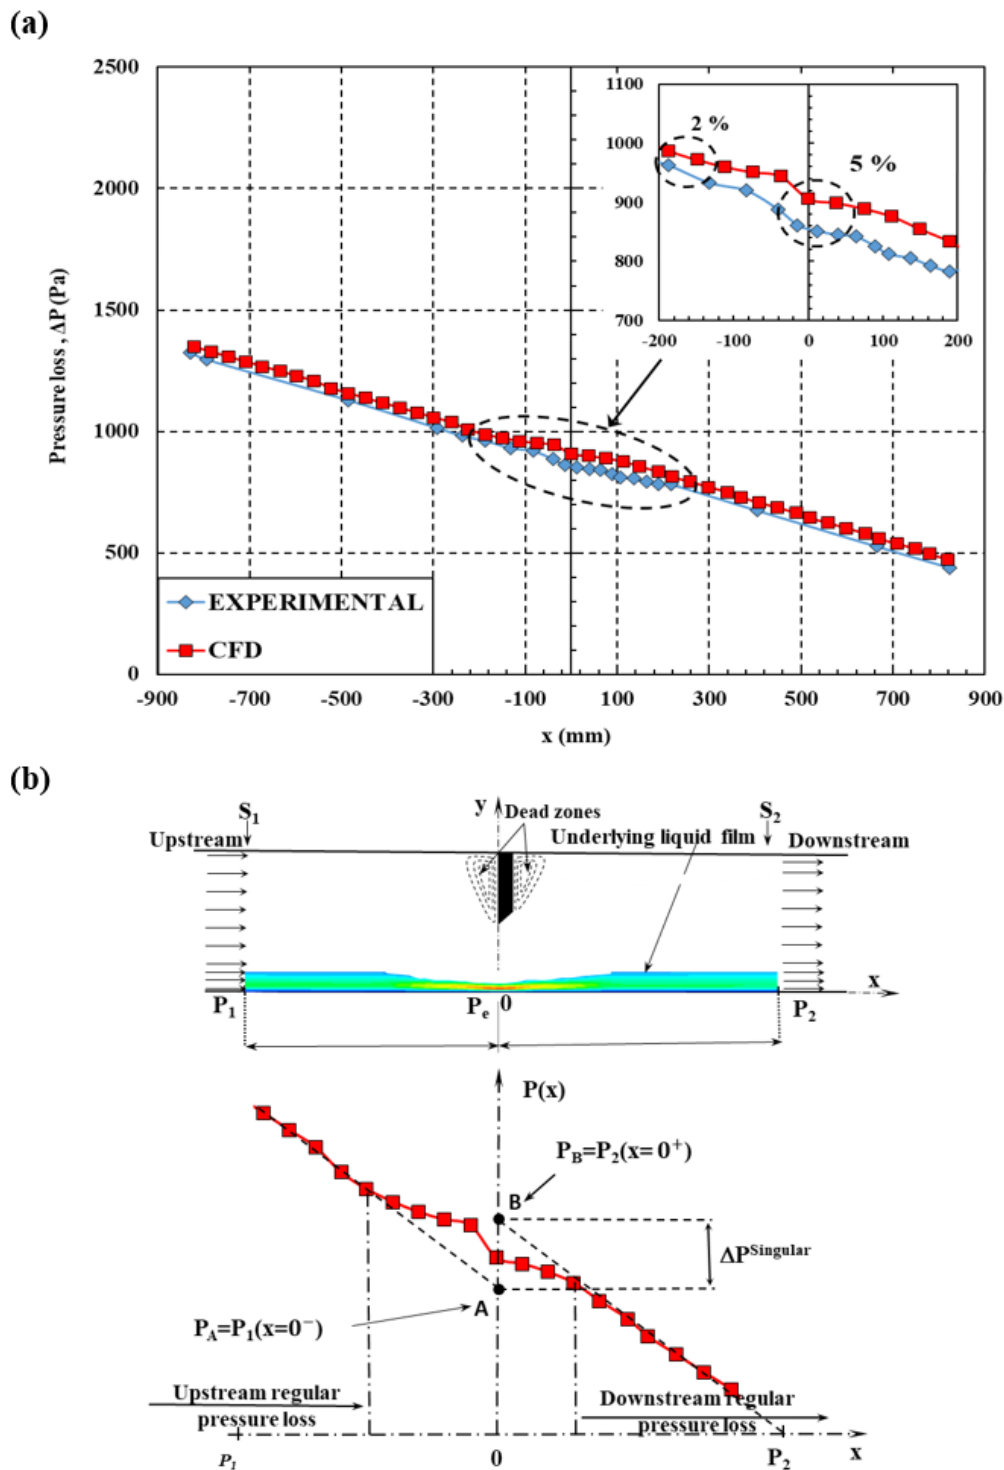 (a)
2500
2000
1500
1000
500
0
Pressure loss , ΔP (Pa)
1100
1000
900
800
700
2 %
5 %
-200 -100 0 100 200
EXPERIMENTAL
CFD
-900 -700 -500 -300 -100 100 300 500 700 900
x (mm)
(b)
S1 y Dead zones S2
Upstream Underlying liquid film Downstream
x
P1 Pe 0 P2
P(x)
PB=P2(x= 0+)
B
ΔPSingular
A
PA=P1(x=0−)
Upstream regular
pressure loss
Downstream regular
pressure loss
P1 0 P2 x